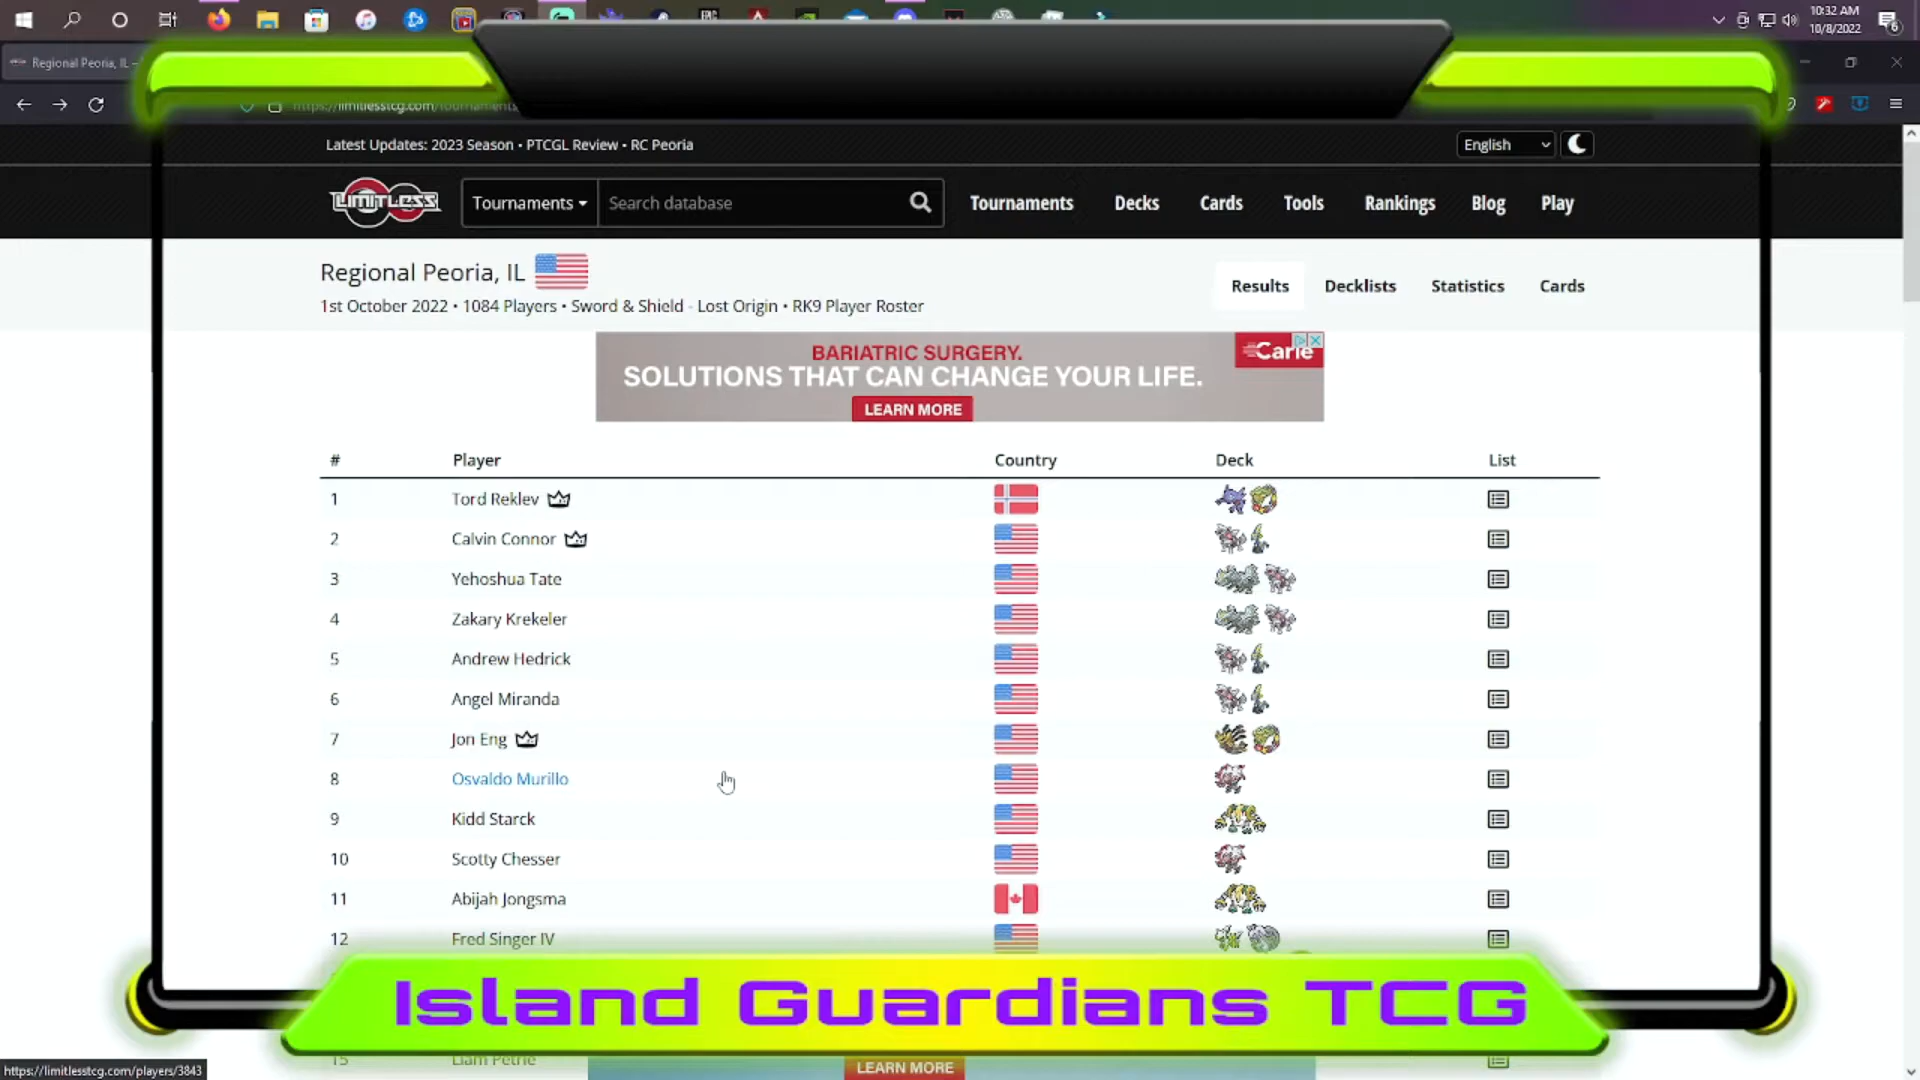 10:32 AM
10/8/2022
6
Regional Peoria, IL –
https://limitlesstcg.com/tournaments
Latest Updates: 2023 Season • PTCGL Review • RC Peoria
English
LIMITLESS
Tournaments
Search database
Tournaments
Decks
Cards
Tools
Rankings
Blog
Play
Regional Peoria, IL
1st October 2022 • 1084 Players • Sword & Shield - Lost Origin • RK9 Player Roster
Results
Decklists
Statistics
Cards
BARIATRIC SURGERY.
SOLUTIONS THAT CAN CHANGE YOUR LIFE.
LEARN MORE
Carle
# Player Country Deck List
1 Tord Reklev
2 Calvin Connor
3 Yehoshua Tate
4 Zakary Krekeler
5 Andrew Hedrick
6 Angel Miranda
7 Jon Eng
8 Osvaldo Murillo
9 Kidd Starck
10 Scotty Chesser
11 Abijah Jongsma
12 Fred Singer IV
Island Guardians TCG
15 Liam Petrie
LEARN MORE
https://limitlesstcg.com/players/3843